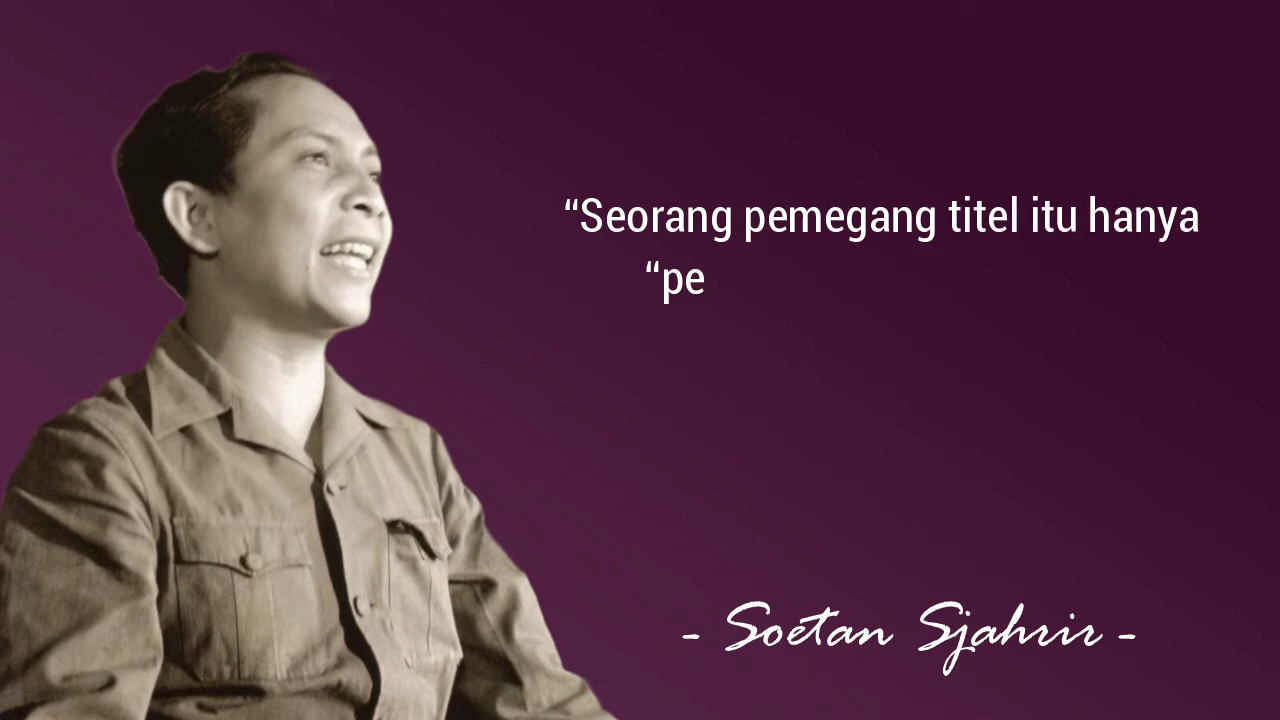 “Seorang pemegang titel itu hanya
“pe
- Soetan Sjahrir -